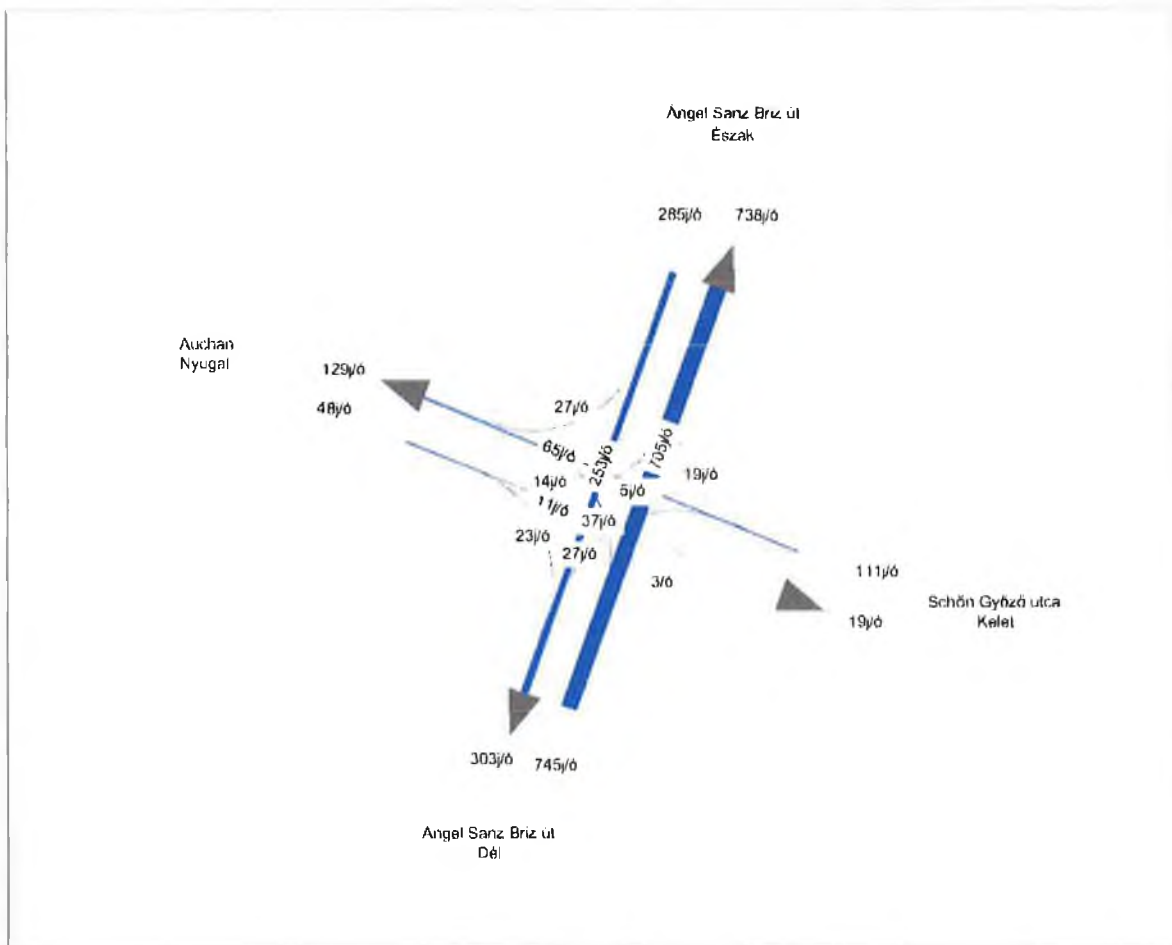 Ángel Sanz Briz út
Észak
285j/ó
738j/ó
Auchan
Nyugat
129j/ó
48j/ó
27j/ó
65j/ó
253j/ó
705j/ó
14j/ó
5j/ó
19j/ó
11j/ó
37j/ó
23j/ó
27j/ó
3/ó
111j/ó
Schön Győző utca
Kelet
19j/ó
303j/ó
745j/ó
Ángel Sanz Briz út
Dél